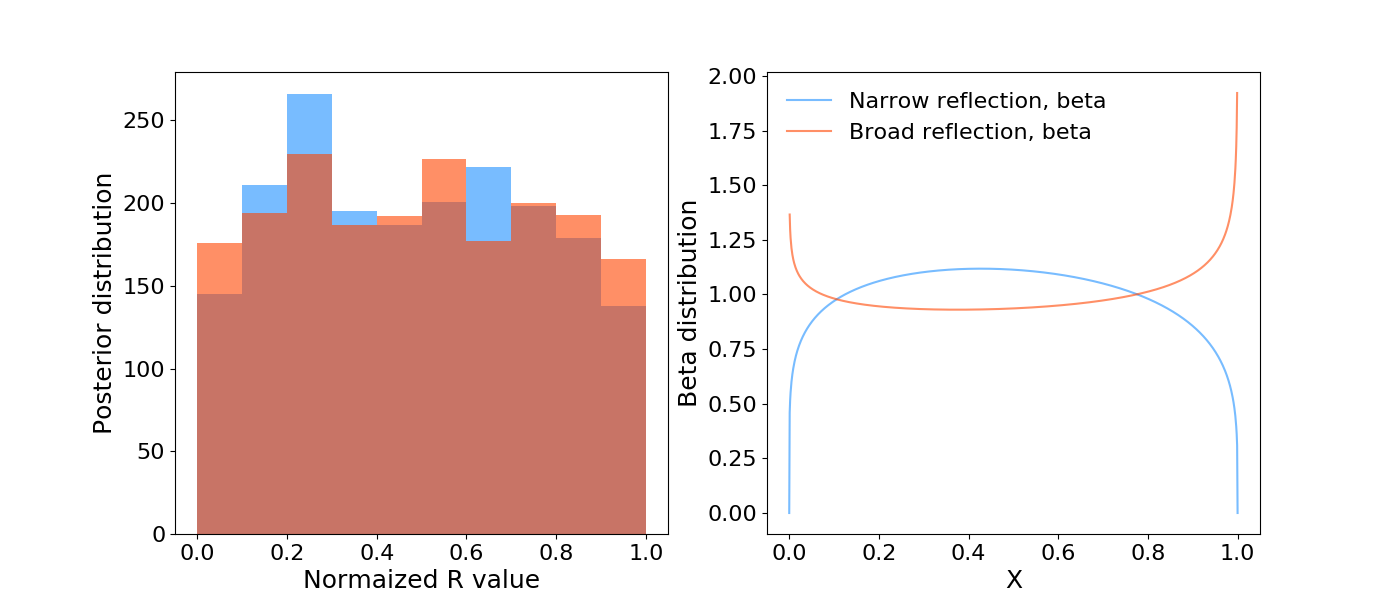 Posterior distribution
250
200
150
100
50
0
0.0 0.2 0.4 0.6 0.8 1.0
Normaized R value
Beta distribution
2.00
1.75
1.50
1.25
1.00
0.75
0.50
0.25
0.00
Narrow reflection, beta
Broad reflection, beta
0.0 0.2 0.4 0.6 0.8 1.0
X